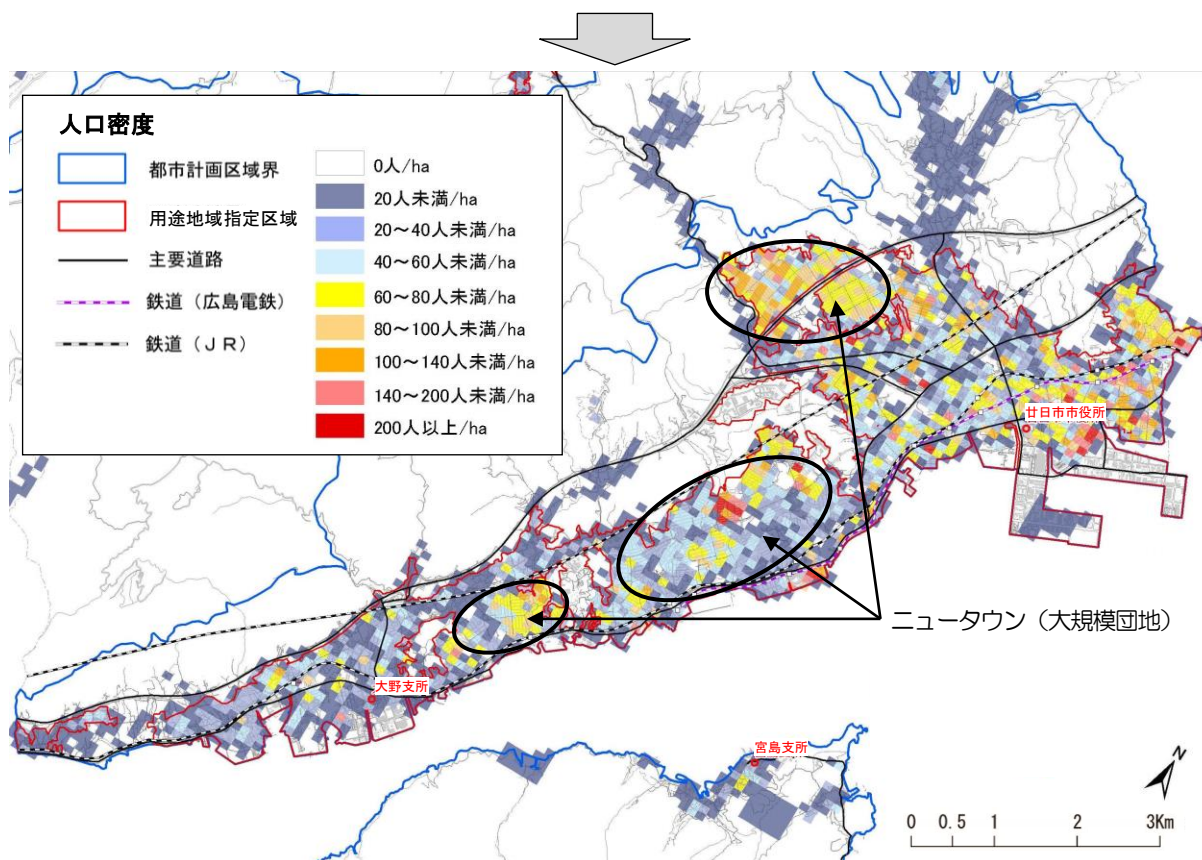 人口密度
都市計画区域界
用途地域指定区域
主要道路
鉄道（広島電鉄）
鉄道（ＪＲ）
0人/ha
20人未満/ha
20～40人未満/ha
40～60人未満/ha
60～80人未満/ha
80～100人未満/ha
100～140人未満/ha
140～200人未満/ha
200人以上/ha
廿日市市役所
ニュータウン（大規模団地）
大野支所
宮島支所
N
0 0.5 1 2 3Km